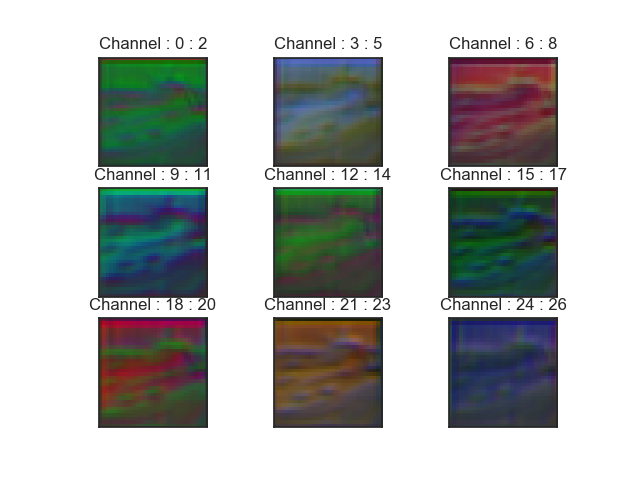 Channel : 0 : 2
Channel : 3 : 5
Channel : 6 : 8
Channel : 9 : 11
Channel : 12 : 14
Channel : 15 : 17
Channel : 18 : 20
Channel : 21 : 23
Channel : 24 : 26